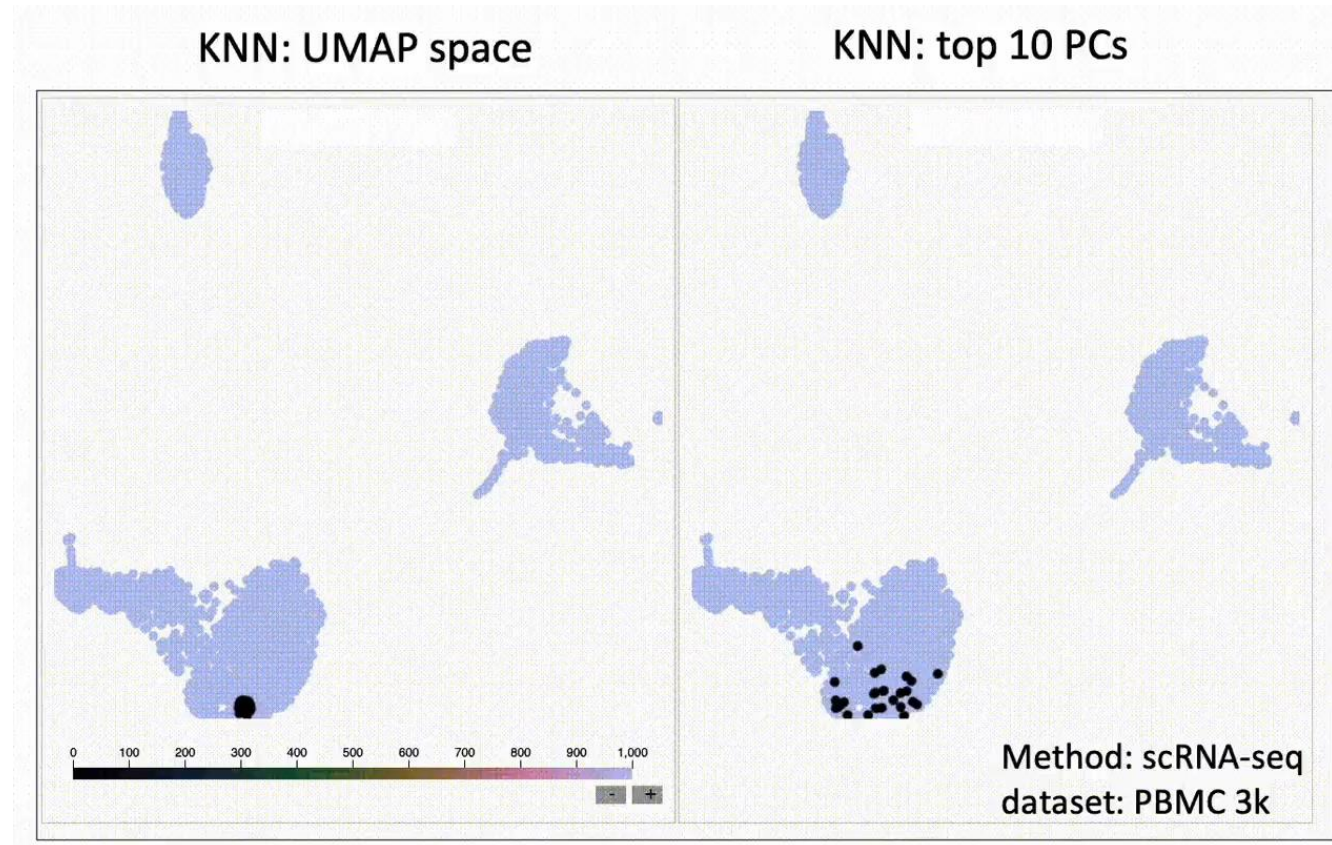 KNN: UMAP space
KNN: top 10 PCs
0 100 200 300 400 500 600 700 800 900 1,000
- +
Method: scRNA-seq
dataset: PBMC 3k